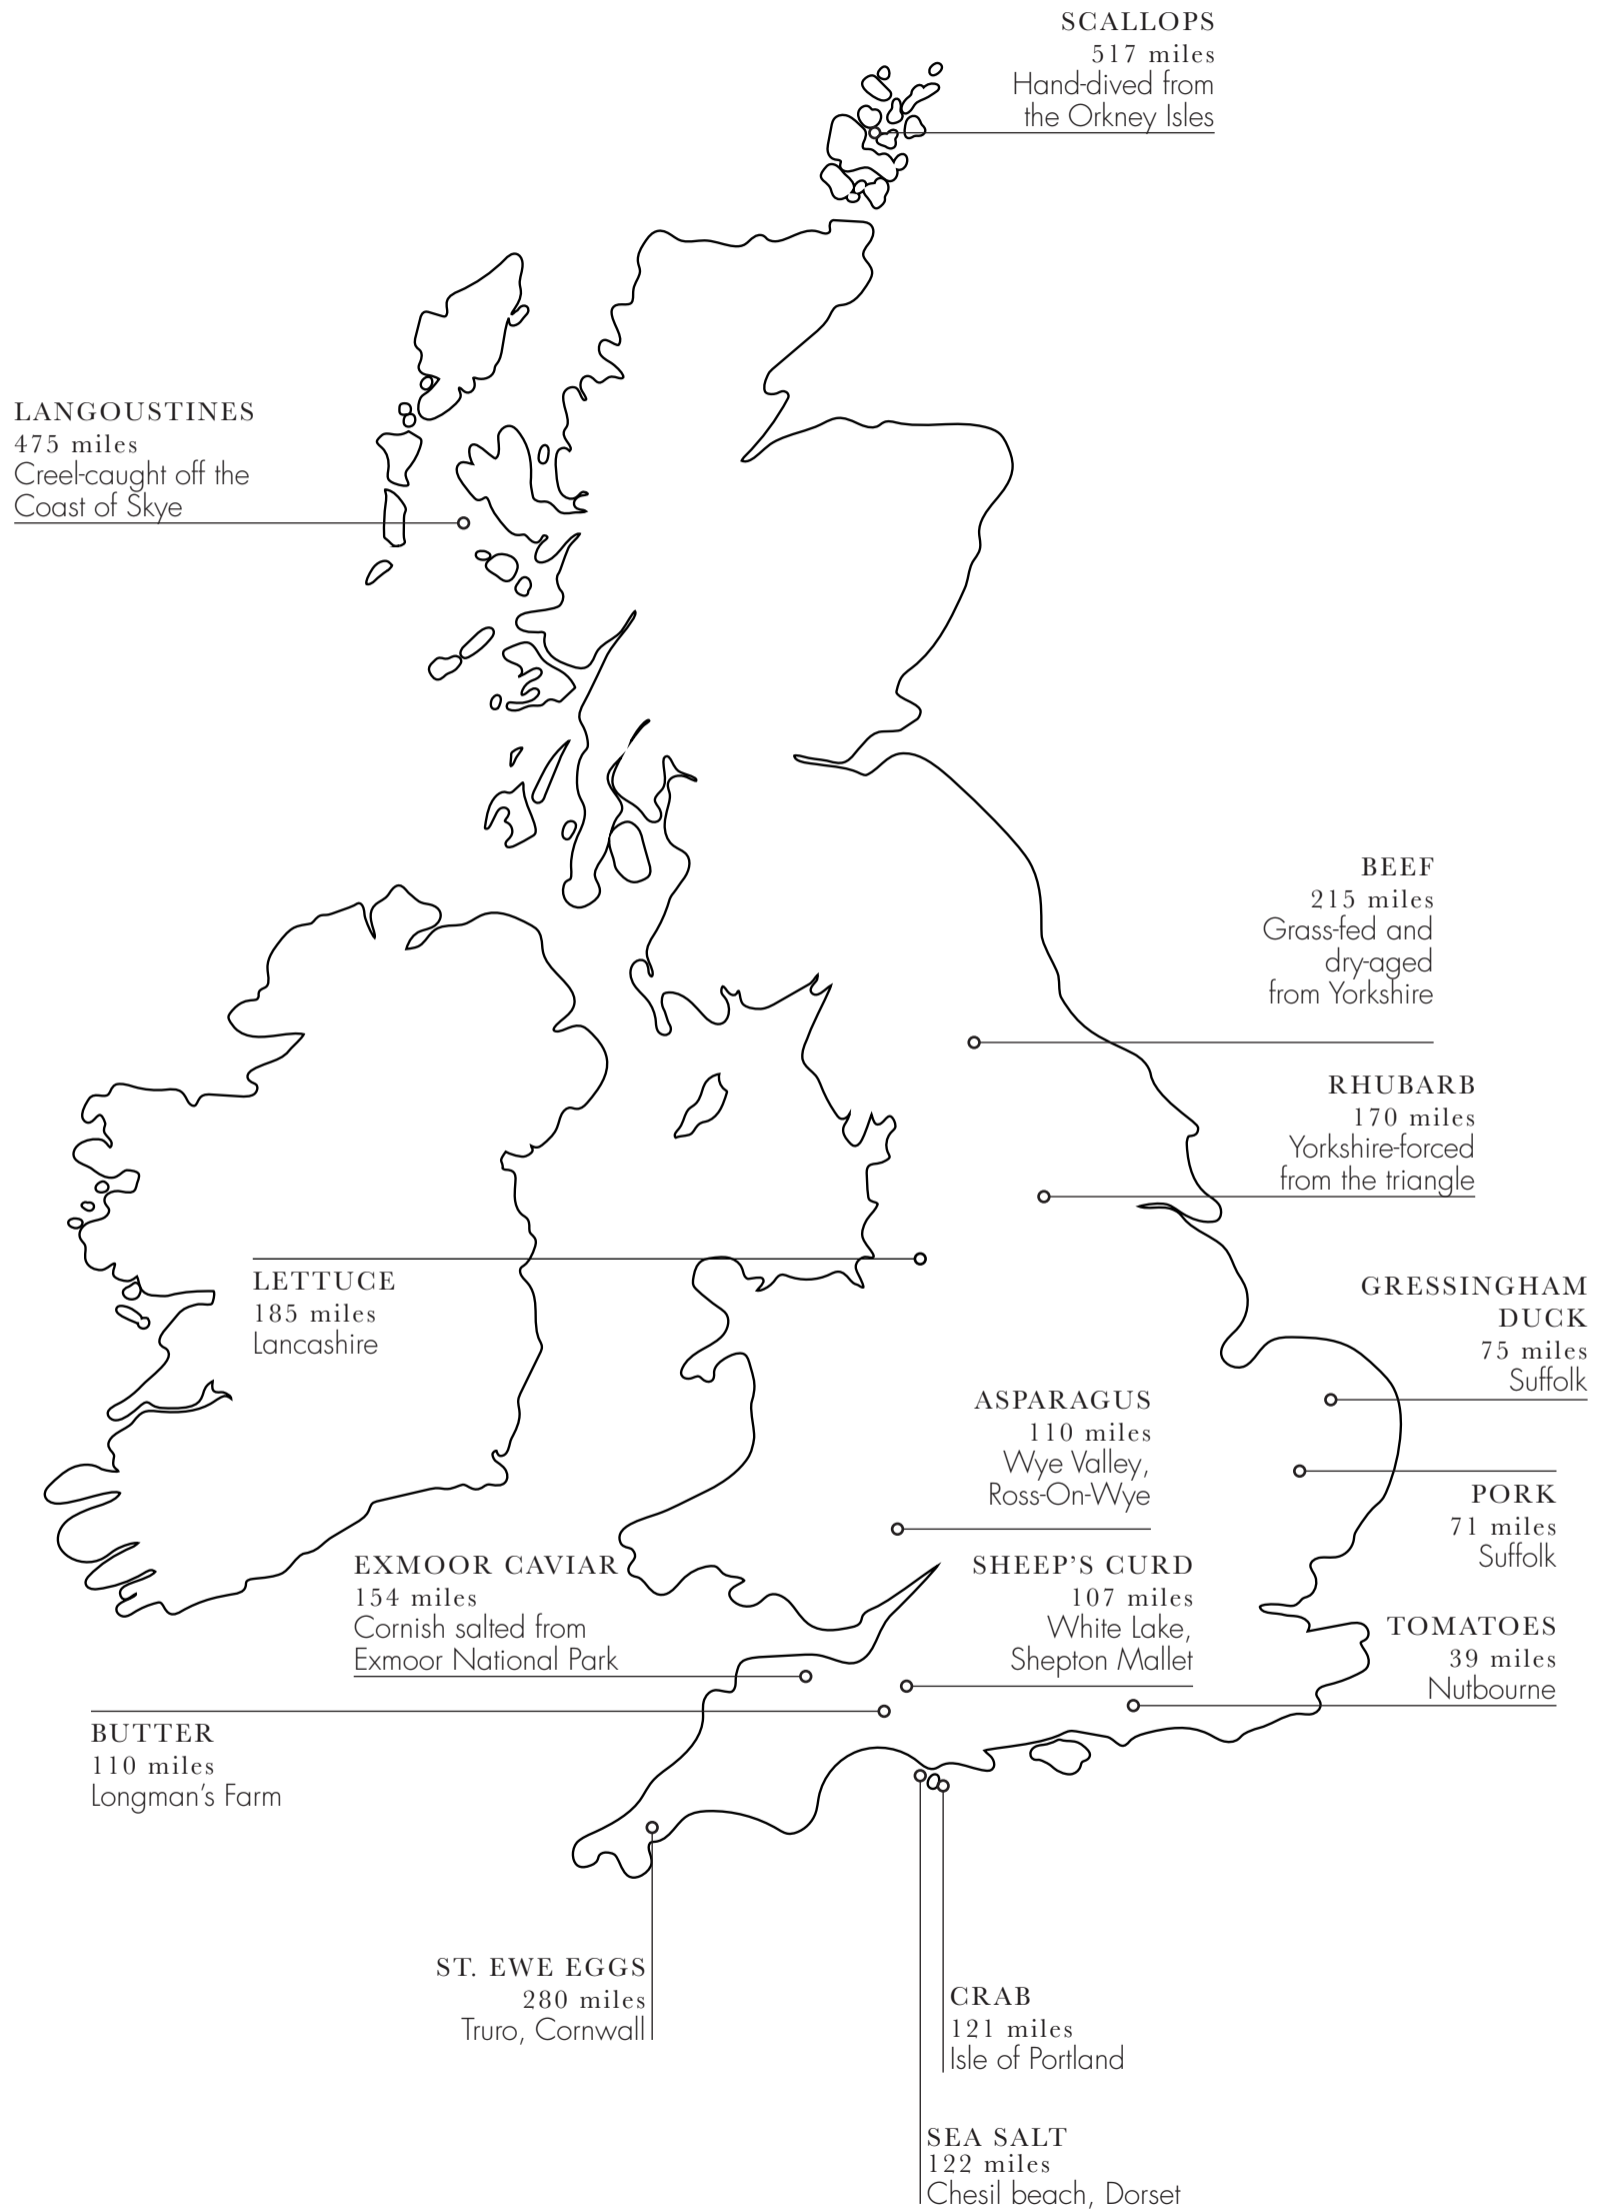 SCALLOPS
517 miles
Hand-dived from
the Orkney Isles
LANGOUSTINES
475 miles
Creel-caught off the
Coast of Skye
BEEF
215 miles
Grass-fed and
dry-aged
from Yorkshire
RHUBARB
170 miles
Yorkshire-forced
from the triangle
LETTUCE
185 miles
Lancashire
GRESSINGHAM
DUCK
75 miles
Suffolk
ASPARAGUS
110 miles
Wye Valley,
Ross-On-Wye
PORK
71 miles
Suffolk
EXMOOR CAVIAR
154 miles
Cornish salted from
Exmoor National Park
SHEEP'S CURD
107 miles
White Lake,
Shepton Mallet
TOMATOES
39 miles
Nutbourne
BUTTER
110 miles
Longman's Farm
ST. EWE EGGS
280 miles
Truro, Cornwall
CRAB
121 miles
Isle of Portland
SEA SALT
122 miles
Chesil beach, Dorset